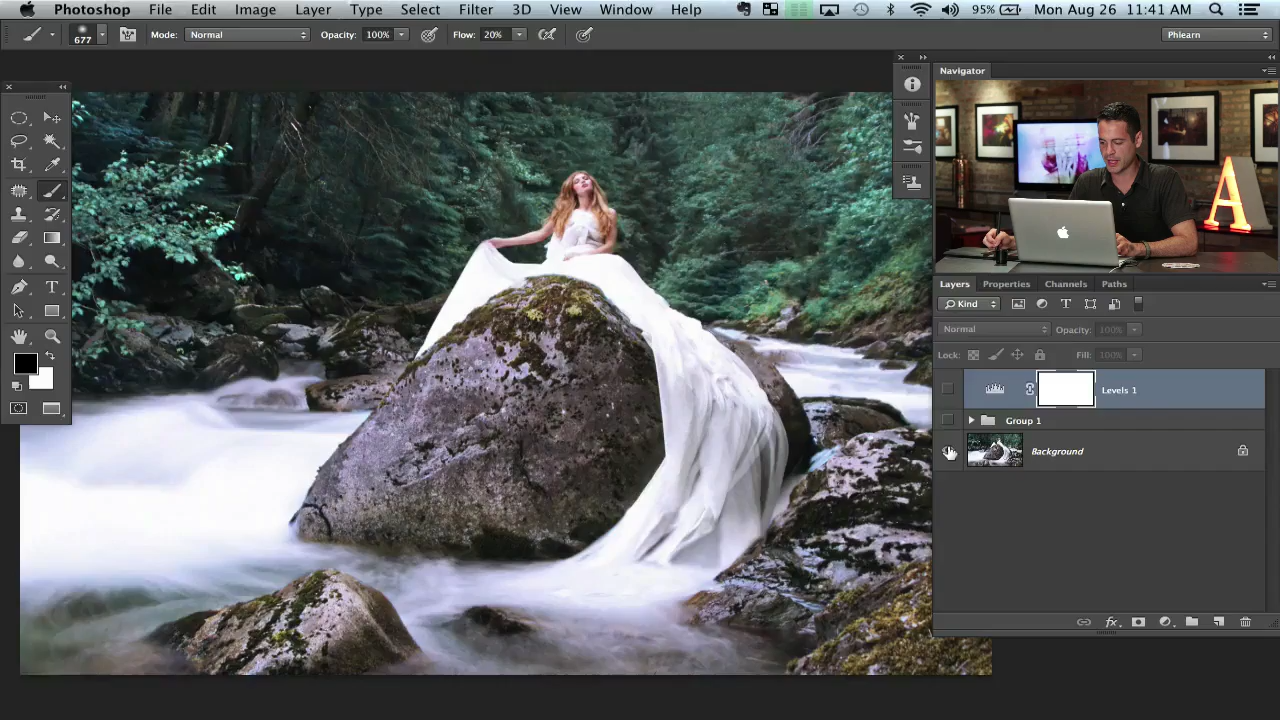 Photoshop File Edit Image Layer Type Select Filter 3D View Window Help 95% Mon Aug 26 11:41 AM
677 Mode: Normal Opacity: 100% Flow: 20% Phlearn
Navigator
A
Layers Properties Channels Paths
Kind
Normal Opacity: 100%
Lock: Fill: 100%
Levels 1
Group 1
Background